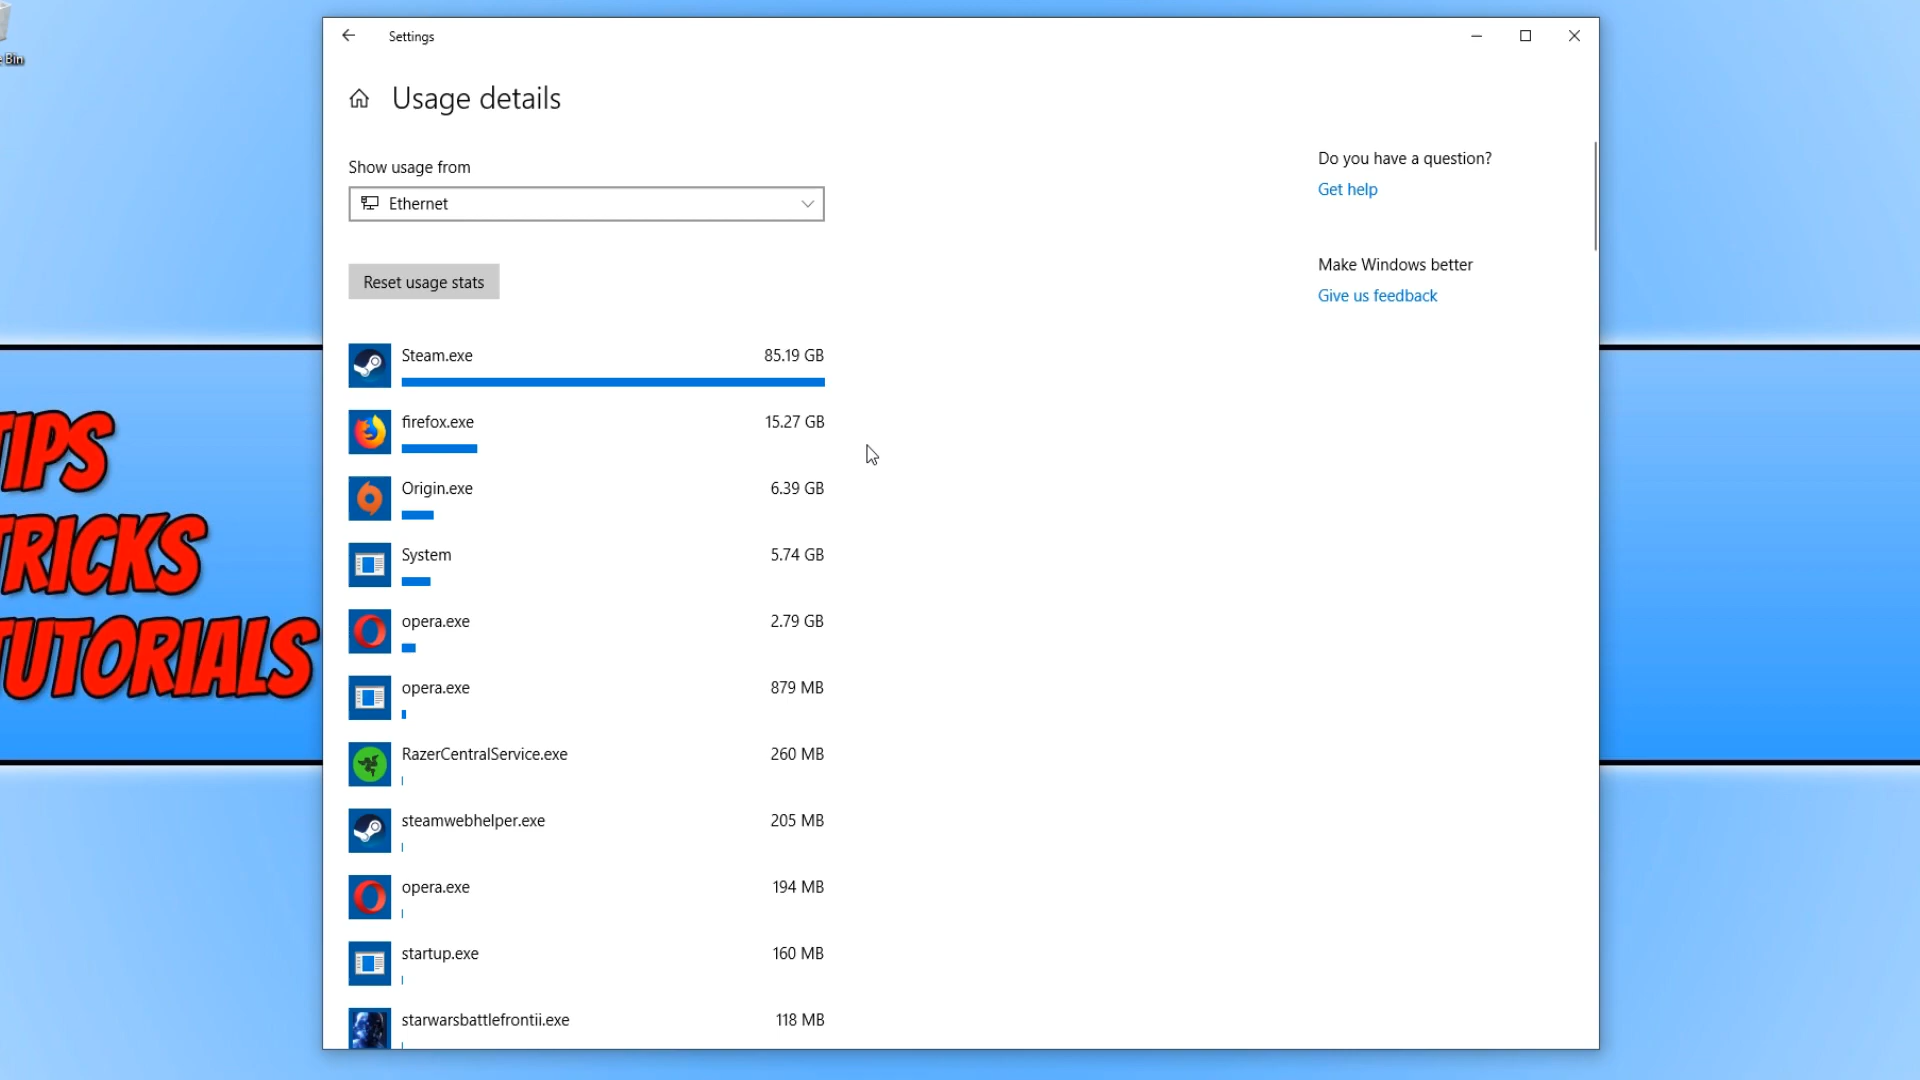 Bin
Settings
Usage details
Show usage from
Ethernet
Reset usage stats
Steam.exe 85.19 GB
firefox.exe 15.27 GB
Origin.exe 6.39 GB
System 5.74 GB
opera.exe 2.79 GB
opera.exe 879 MB
RazerCentralService.exe 260 MB
steamwebhelper.exe 205 MB
opera.exe 194 MB
startup.exe 160 MB
starwarsbattlefrontii.exe 118 MB
Do you have a question?
Get help
Make Windows better
Give us feedback
TIPS
TRICKS
TUTORIALS